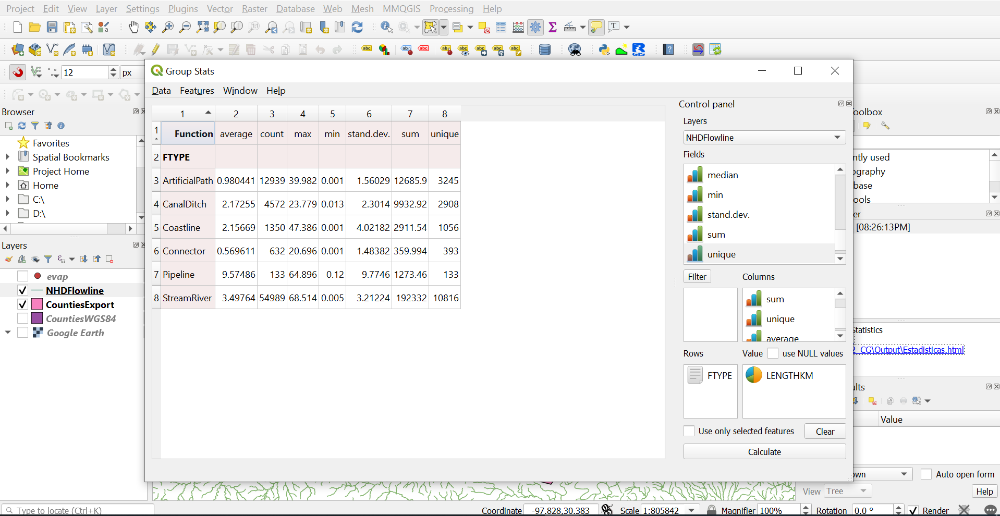 Project Edit View Layer Settings Plugins Vector Raster Database Web Mesh MMQGIS Processing Help
12 px
Group Stats
Data Features Window Help
Browser
Favorites
Spatial Bookmarks
Project Home
Home
C:\
D:\
Layers
evap
NHDFlowline
CountiesExport
CountiesWGS84
Google Earth
1 2 3 4 5 6 7 8
1 Function average count max min stand.dev. sum unique
2 FTYPE
3 ArtificialPath 0.980441 12939 39.982 0.001 1.56029 12685.9 3245
4 CanalDitch 2.17255 4572 23.779 0.013 2.3014 9932.92 2908
5 Coastline 2.15669 1350 47.386 0.001 4.02182 2911.54 1056
6 Connector 0.569611 632 20.696 0.001 1.48382 359.994 393
7 Pipeline 9.57486 133 64.896 0.12 9.7746 1273.46 133
8 StreamRiver 3.49764 54989 68.514 0.005 3.21224 192332 10816
Control panel
Layers
NHDFlowline
Fields
median
min
stand.dev.
sum
unique
Filter Columns
sum
unique
average
Rows Value use NULL values
FTYPE LENGTHKM
Use only selected features Clear
Calculate
oolbox
ntly used
ography
base
ools
er
[08:26:13PM]
Statistics
2_CG\Output\Estadisticas.html
ults
Value
own Auto open form
View Tree Help
Type to locate (Ctrl+K) Coordinate -97.828,30.383 Scale 1:805842 Magnifier 100% Rotation 0.0 ° Render